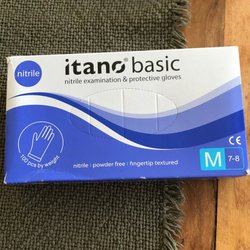 nitrile
itano® basic
nitrile examination & protective gloves
100 pcs by weight
nitrile | powder free | fingertip textured
CE
M 7-8